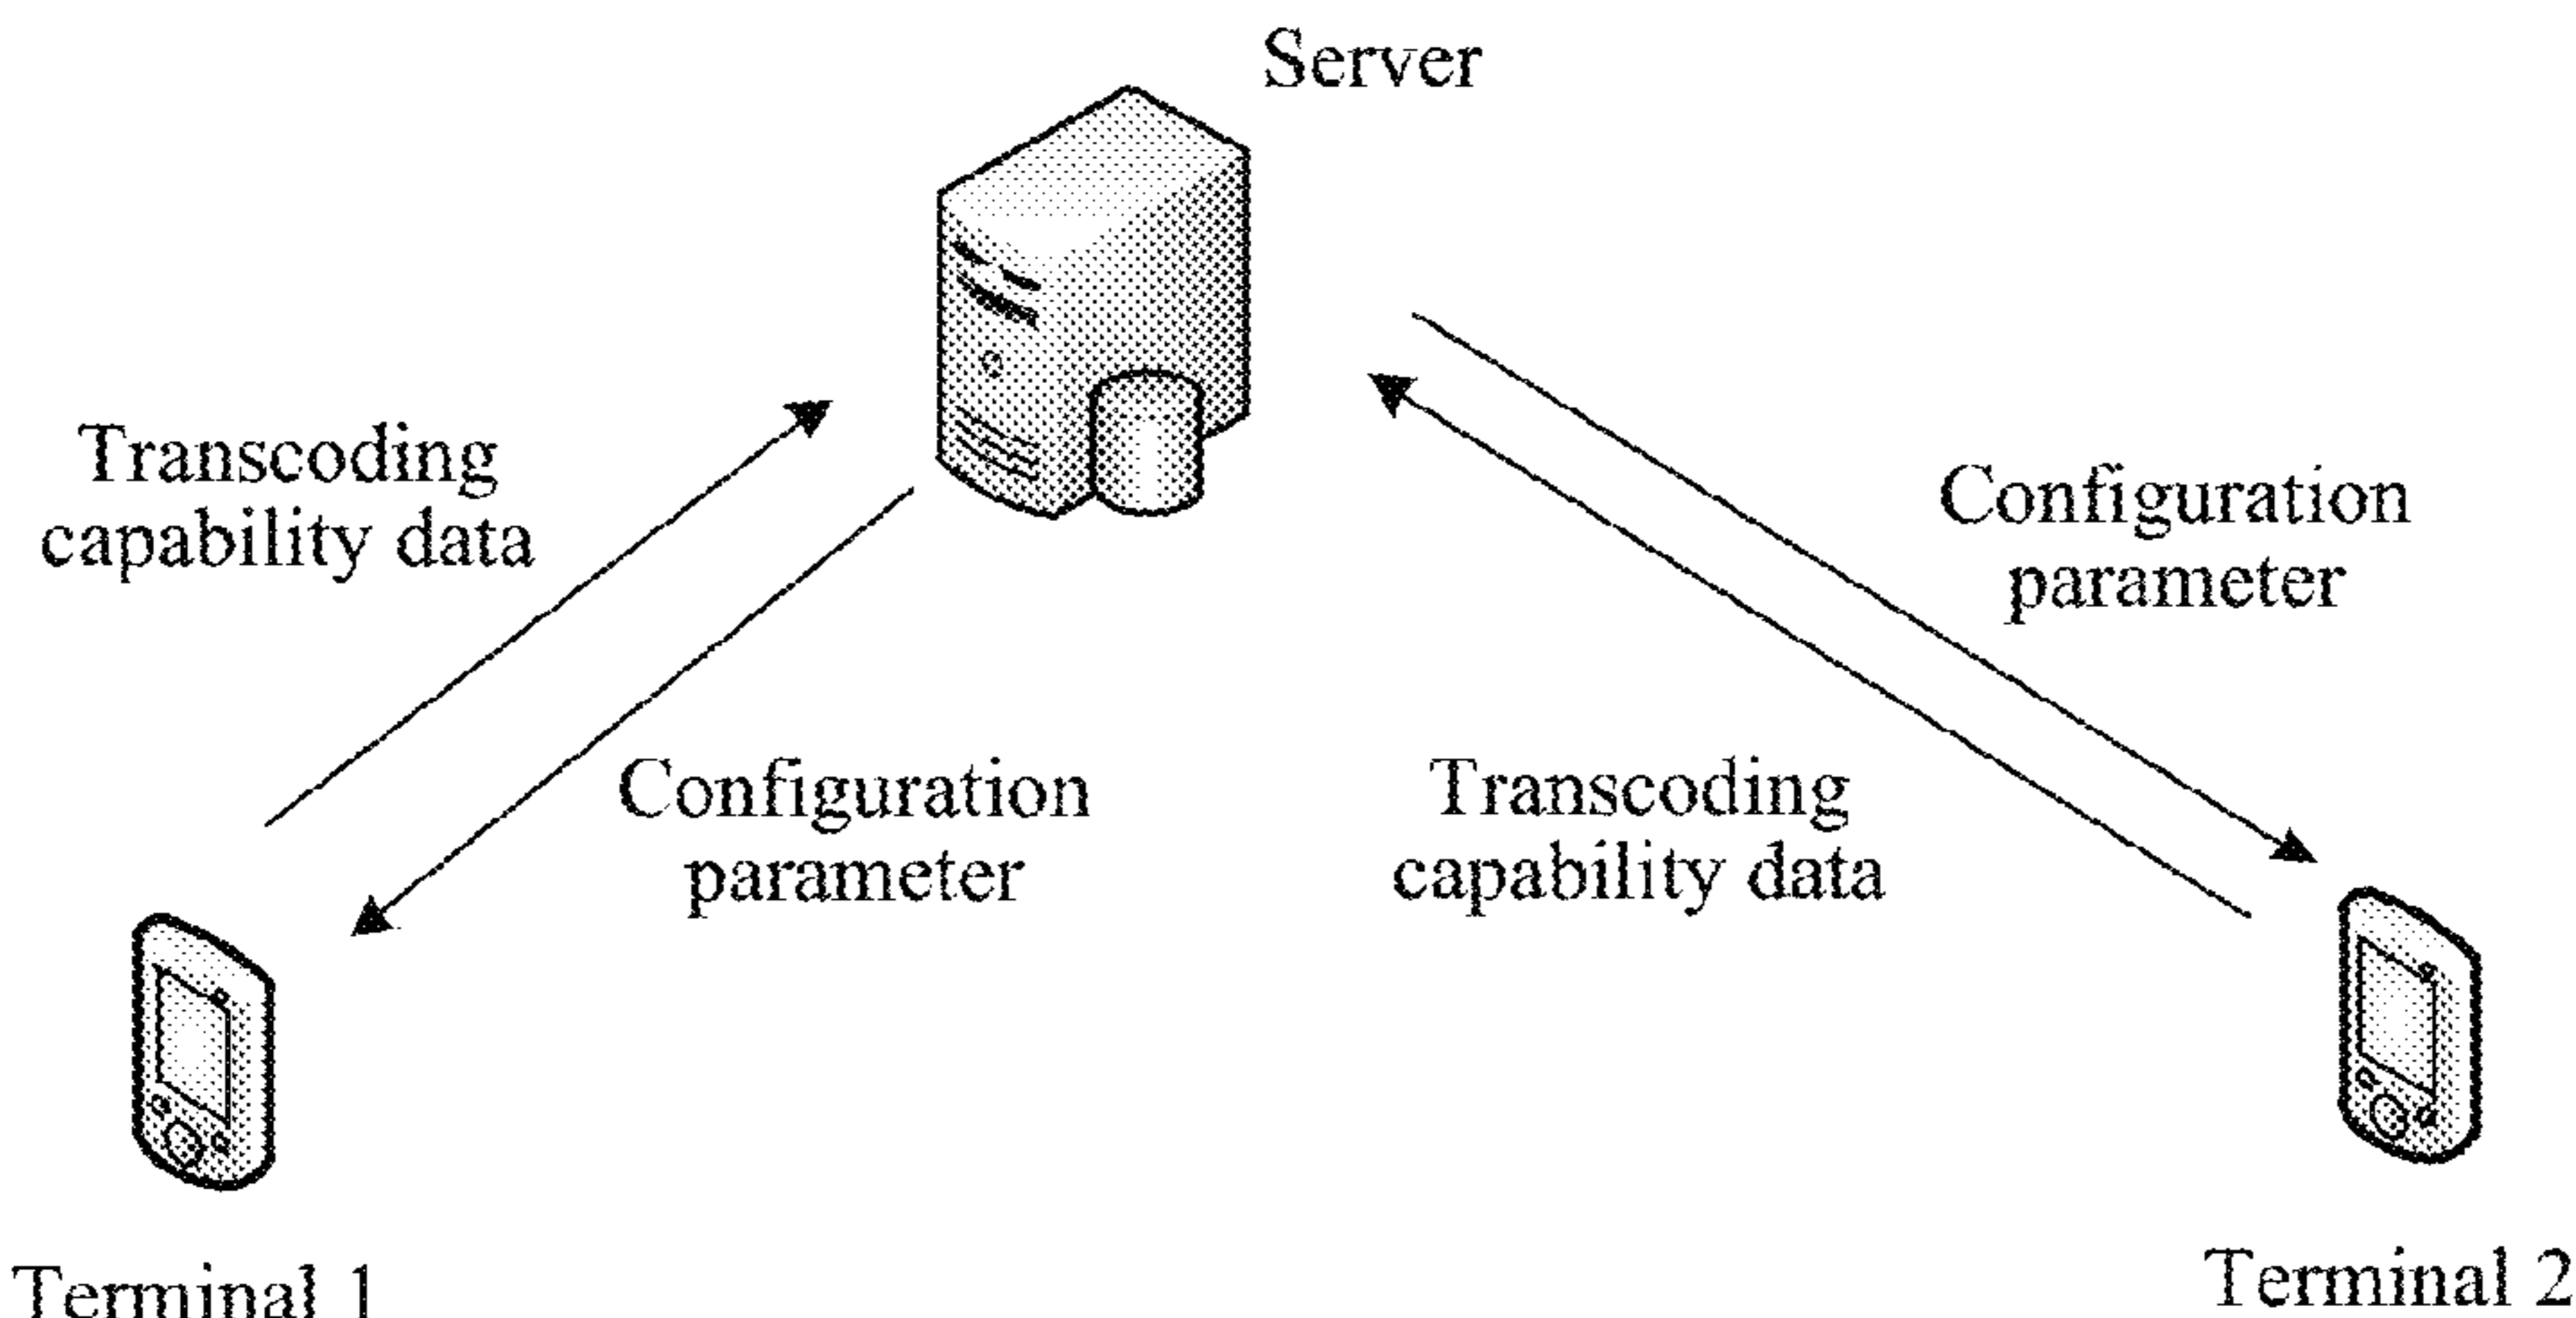 Server
Transcoding
capability data
Configuration
parameter
Configuration
parameter
Transcoding
capability data
Terminal 1
Terminal 2